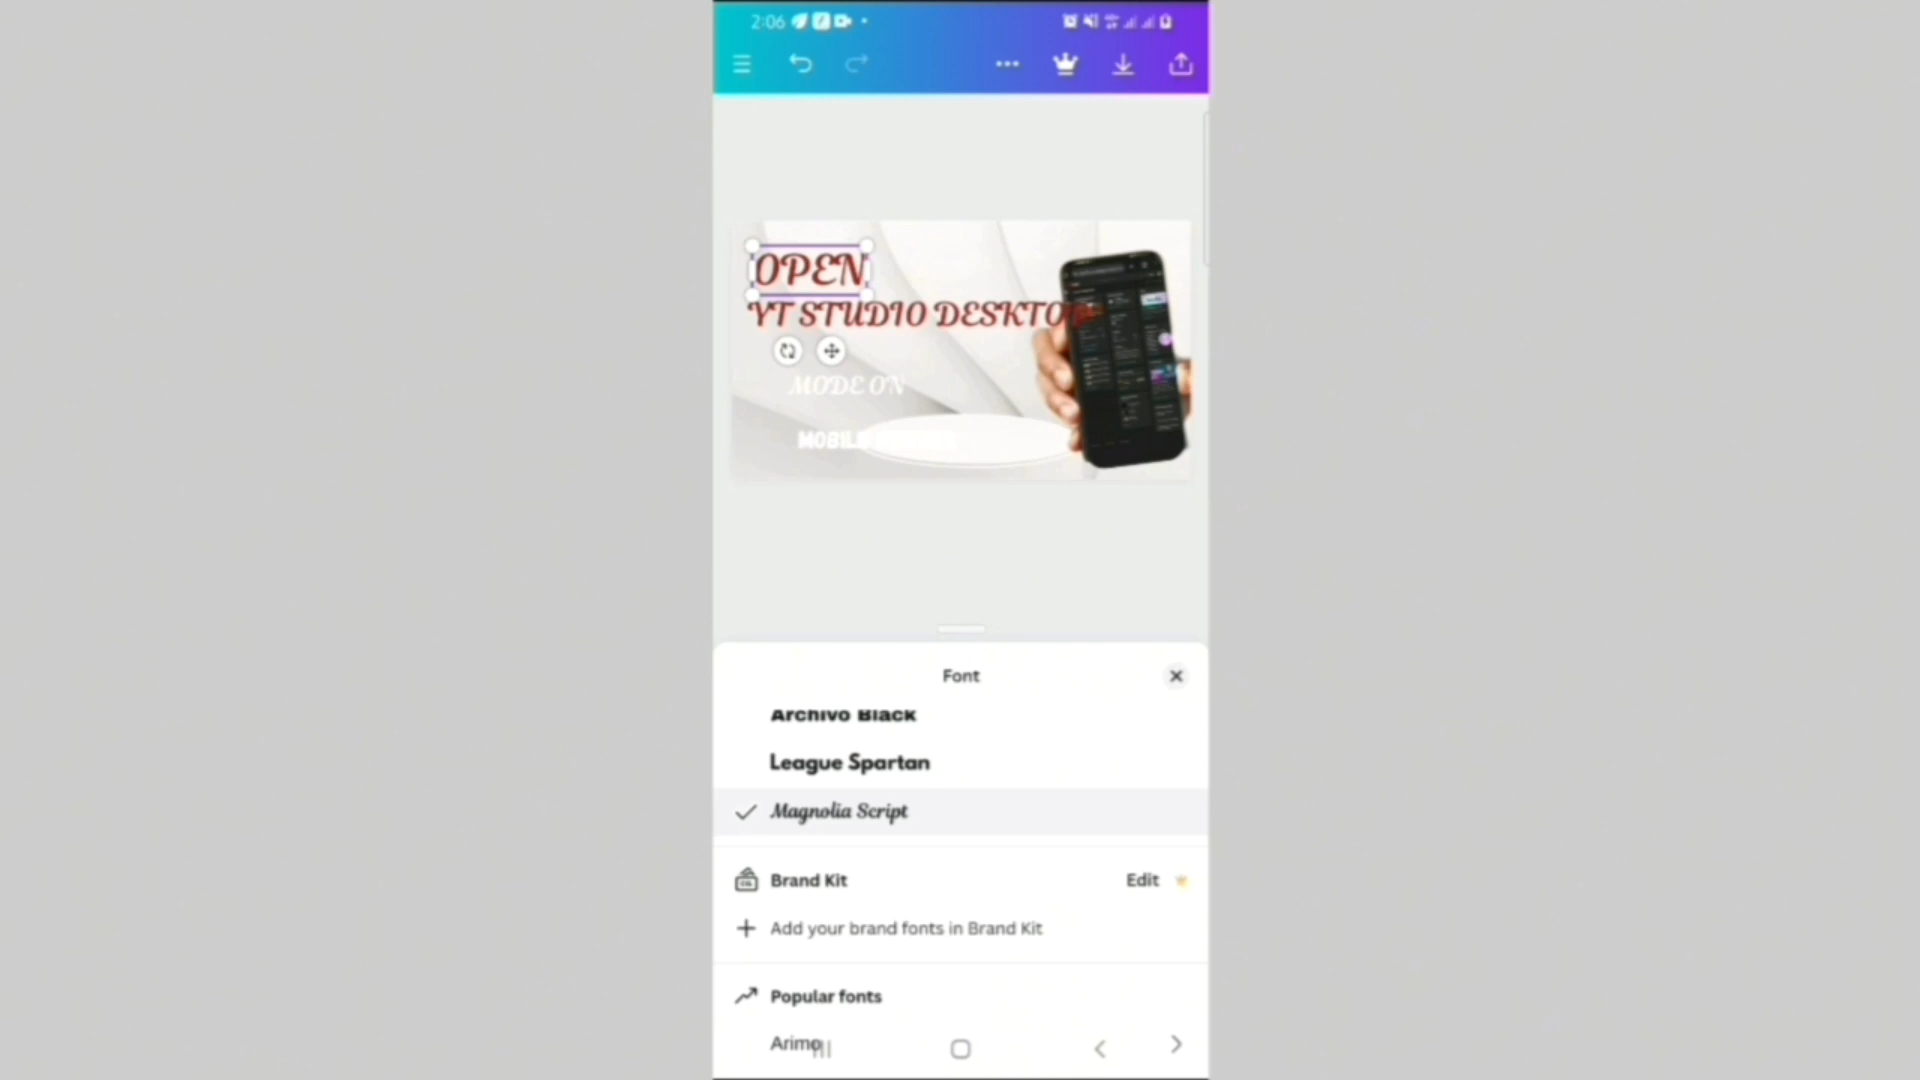 2:06
OPEN
YT STUDIO DESKTOP
MODE ON
Font
Archivo Black
League Spartan
Magnolia Script
Brand Kit
Edit
Add your brand fonts in Brand Kit
Popular fonts
Arimo